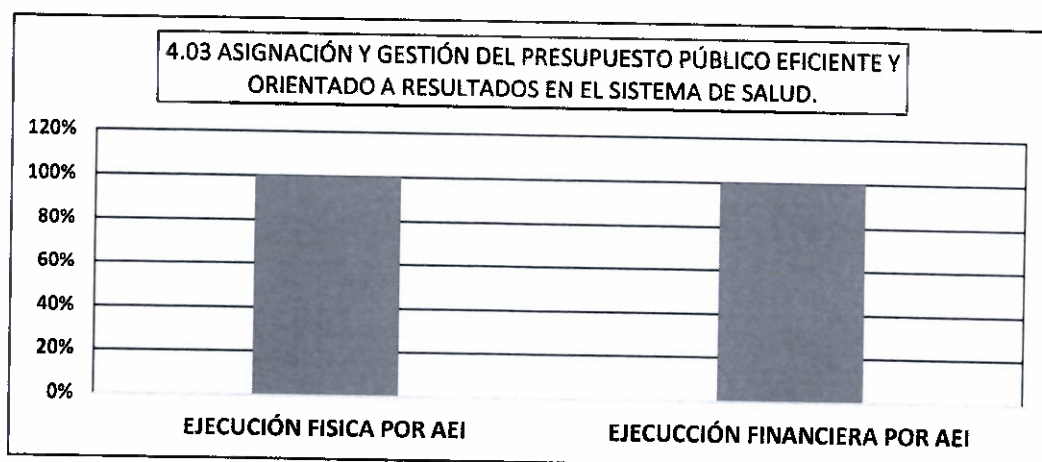 4.03 ASIGNACIÓN Y GESTIÓN DEL PRESUPUESTO PÚBLICO EFICIENTE Y
ORIENTADO A RESULTADOS EN EL SISTEMA DE SALUD.
120%
100%
80%
60%
40%
20%
0%
EJECUCIÓN FISICA POR AEI
EJECUCCIÓN FINANCIERA POR AEI